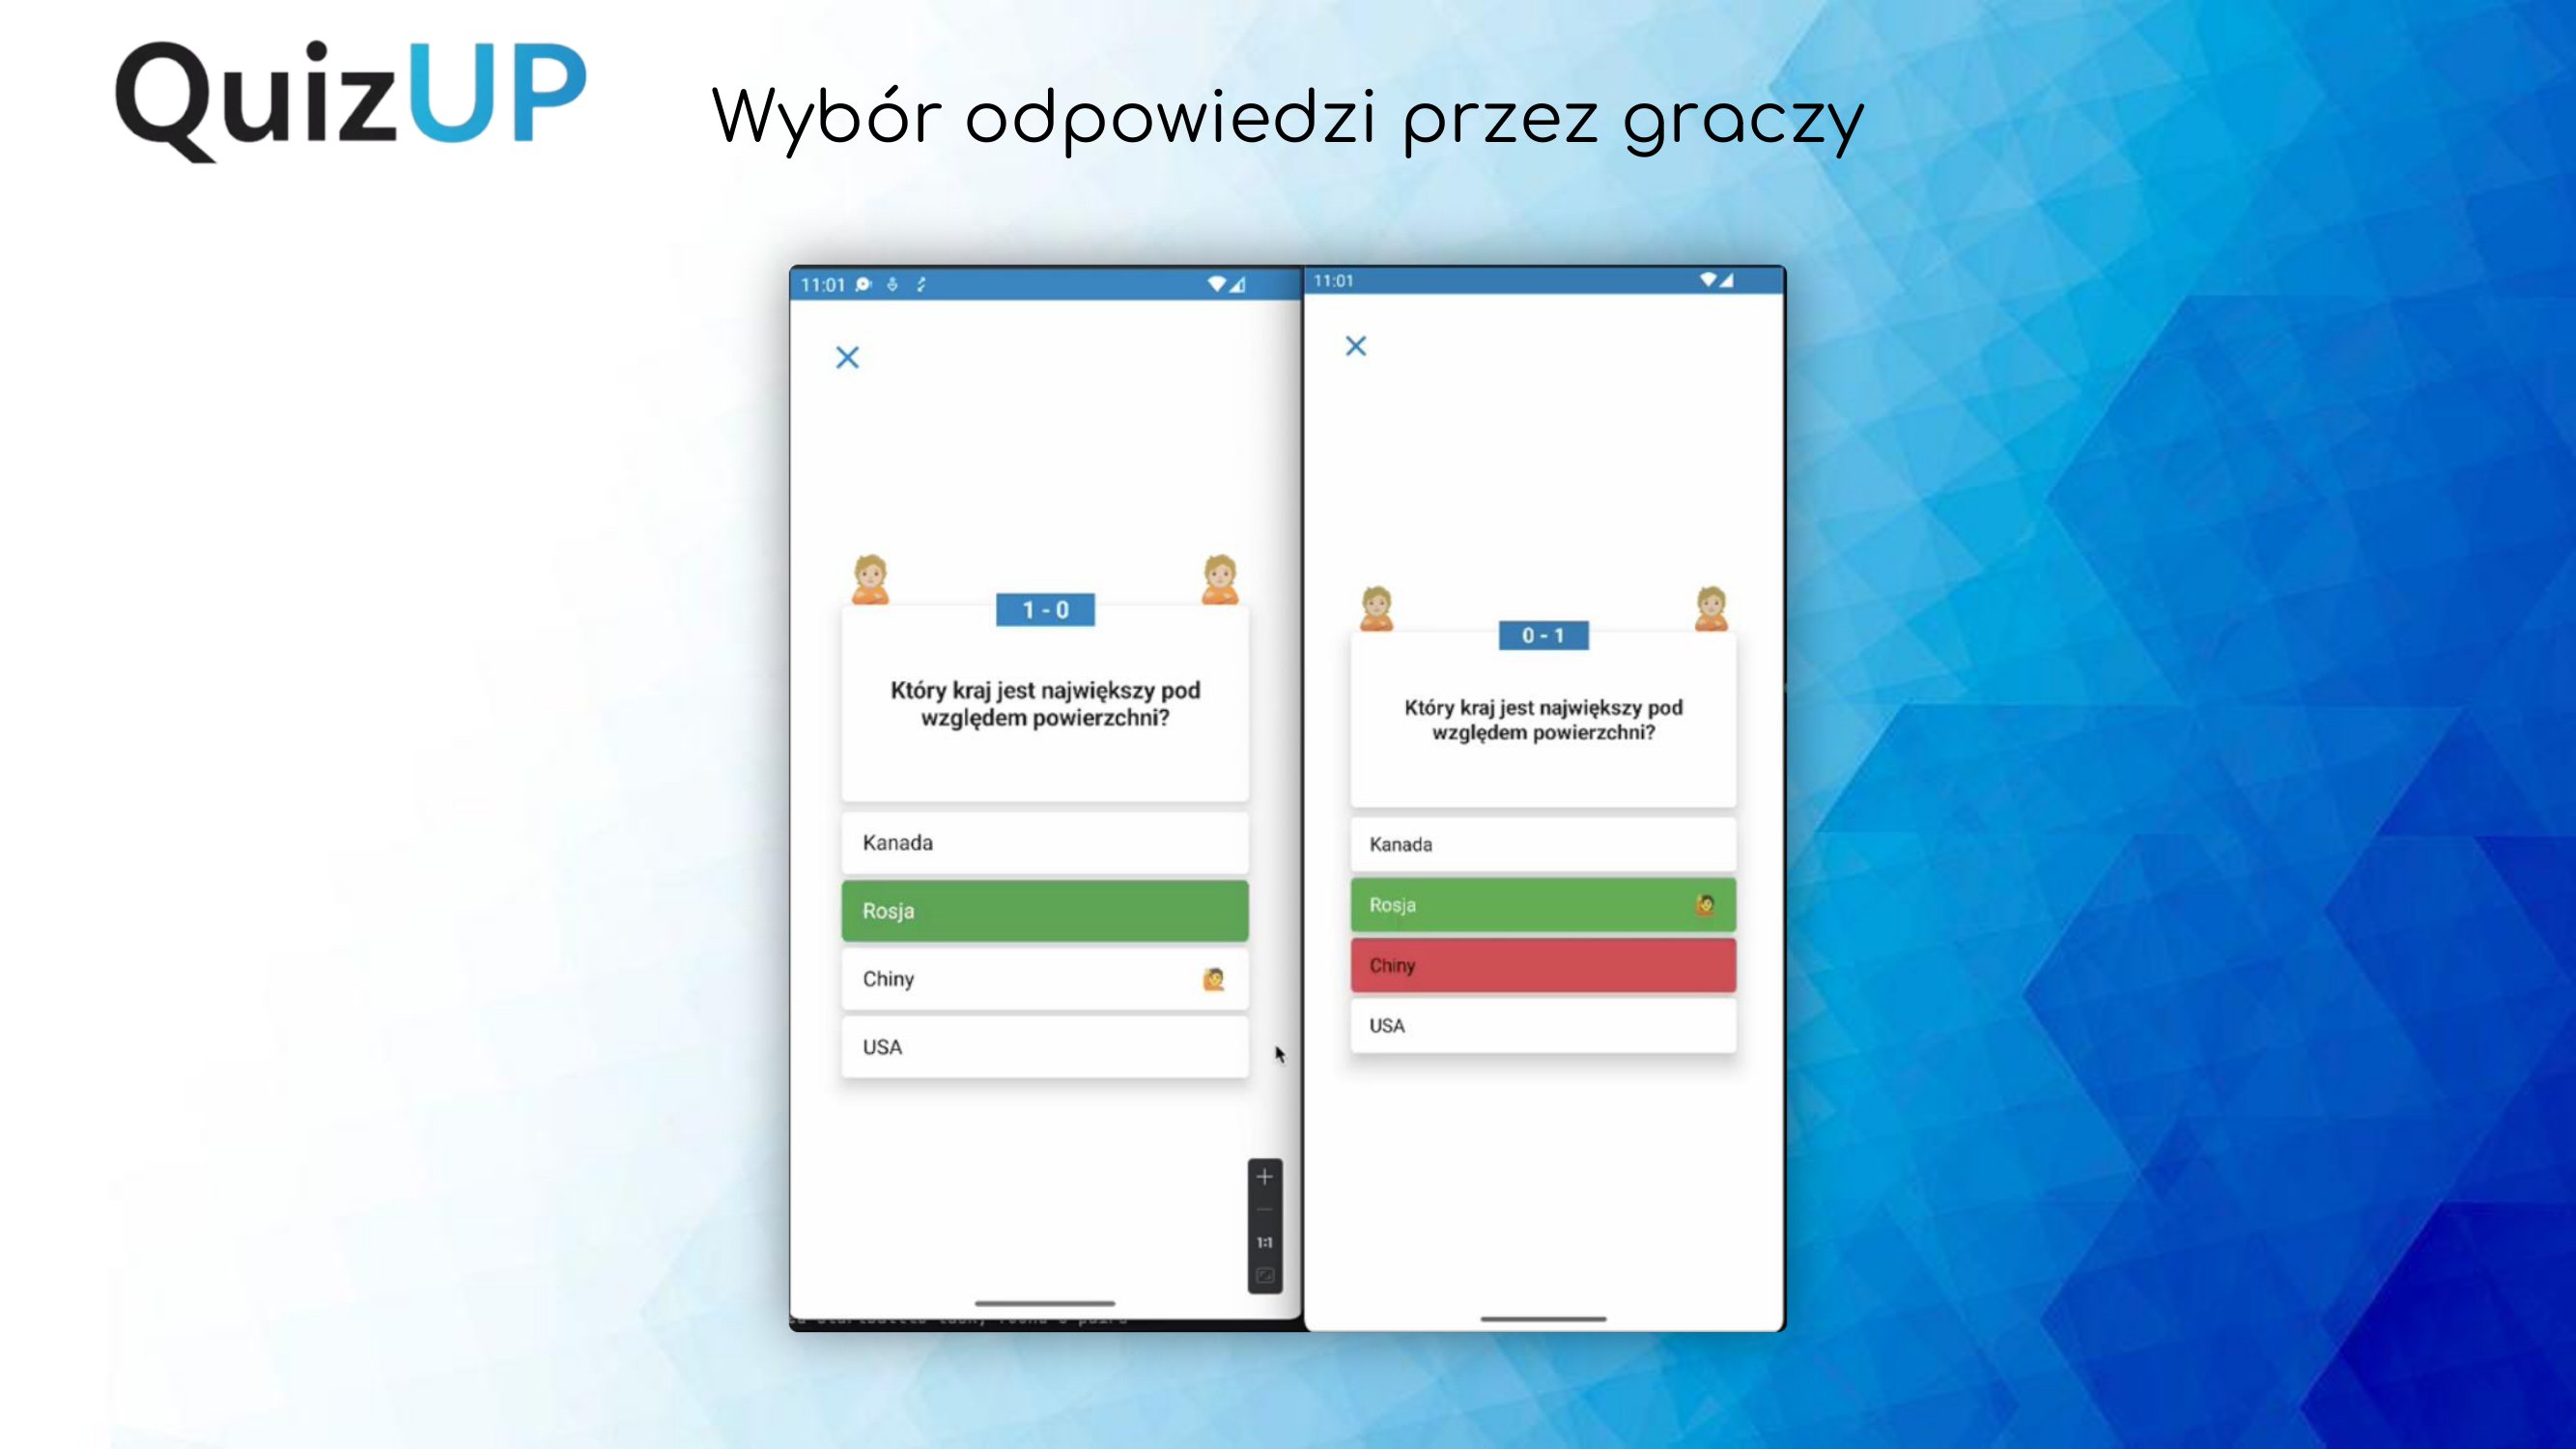 QuizUP
Wybór odpowiedzi przez graczy
11:01
1 - 0
Który kraj jest największy pod
względem powierzchni?
Kanada
Rosja
Chiny
USA
1:1
11:01
0 - 1
Który kraj jest największy pod
względem powierzchni?
Kanada
Rosja
Chiny
USA